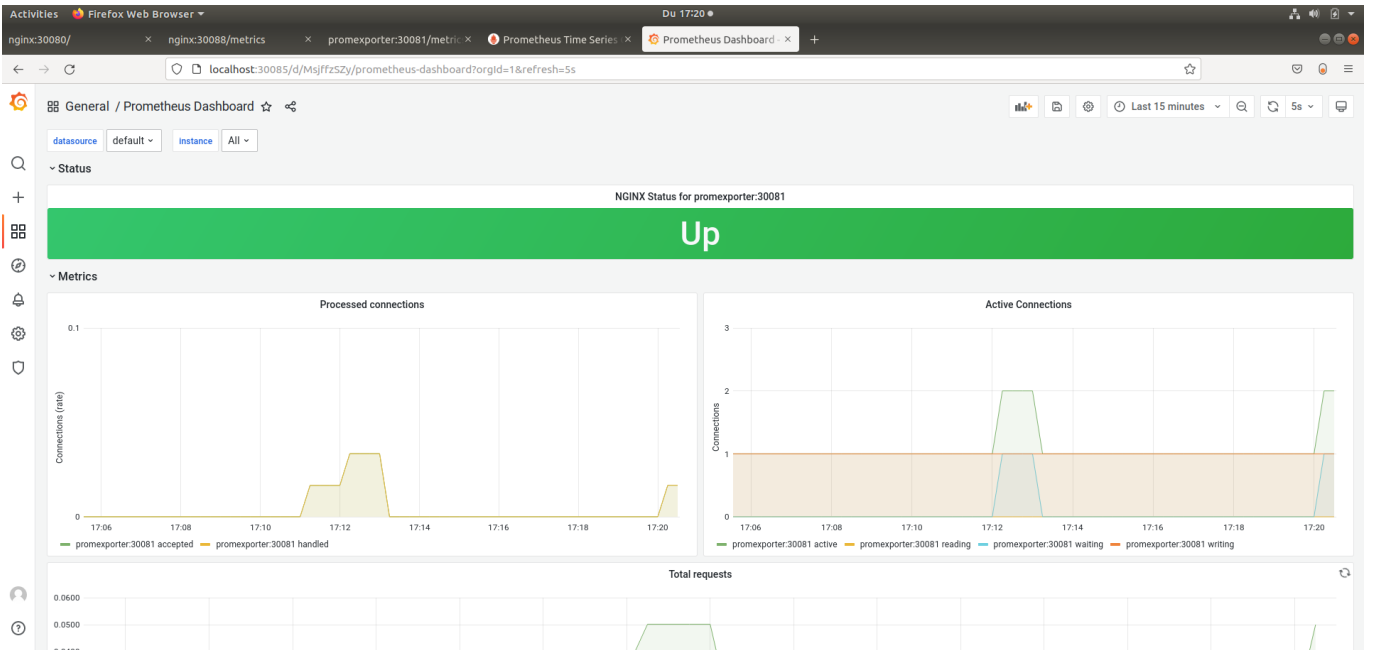 Activities Firefox Web Browser Du 17:20
nginx:30080/ × nginx:30088/metrics × promexporter:30081/metric × Prometheus Time Series × Prometheus Dashboard - × +
localhost:30085/d/MsjffzSZy/prometheus-dashboard?orgId=1&refresh=5s
General / Prometheus Dashboard Last 15 minutes 5s
datasource default instance All
Status
NGINX Status for promexporter:30081
Up
Metrics
Processed connections
0.1
Connections (rate)
0
17:06 17:08 17:10 17:12 17:14 17:16 17:18 17:20
promexporter:30081 accepted promexporter:30081 handled
Active Connections
3
2
Connections
1
0
17:06 17:08 17:10 17:12 17:14 17:16 17:18 17:20
promexporter:30081 active promexporter:30081 reading promexporter:30081 waiting promexporter:30081 writing
Total requests
0.0600
0.0500